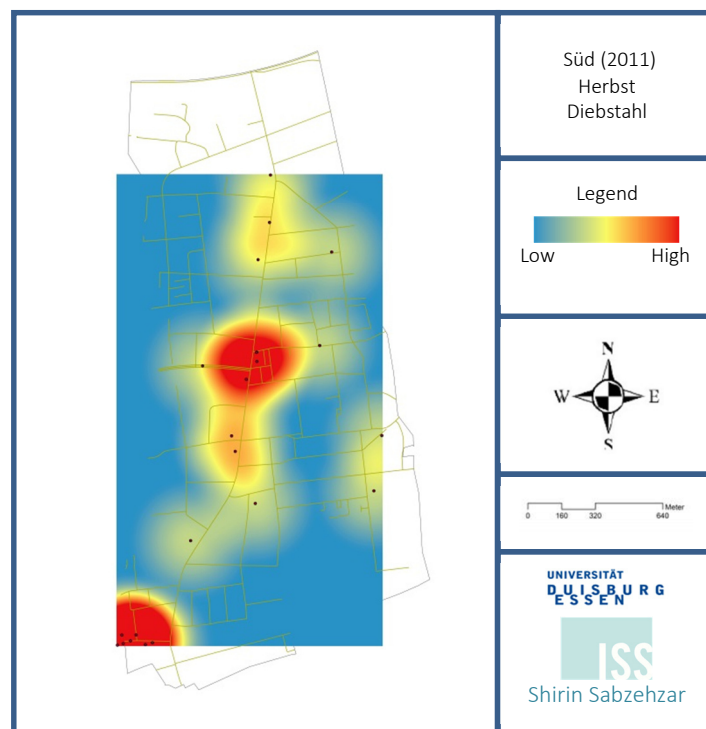 Süd (2011)
Herbst
Diebstahl
Legend
Low High
N
W E
S
Meter
0 160 320 640
UNIVERSITÄT
DUISBURG
ESSEN
ISS
Shirin Sabzehzar